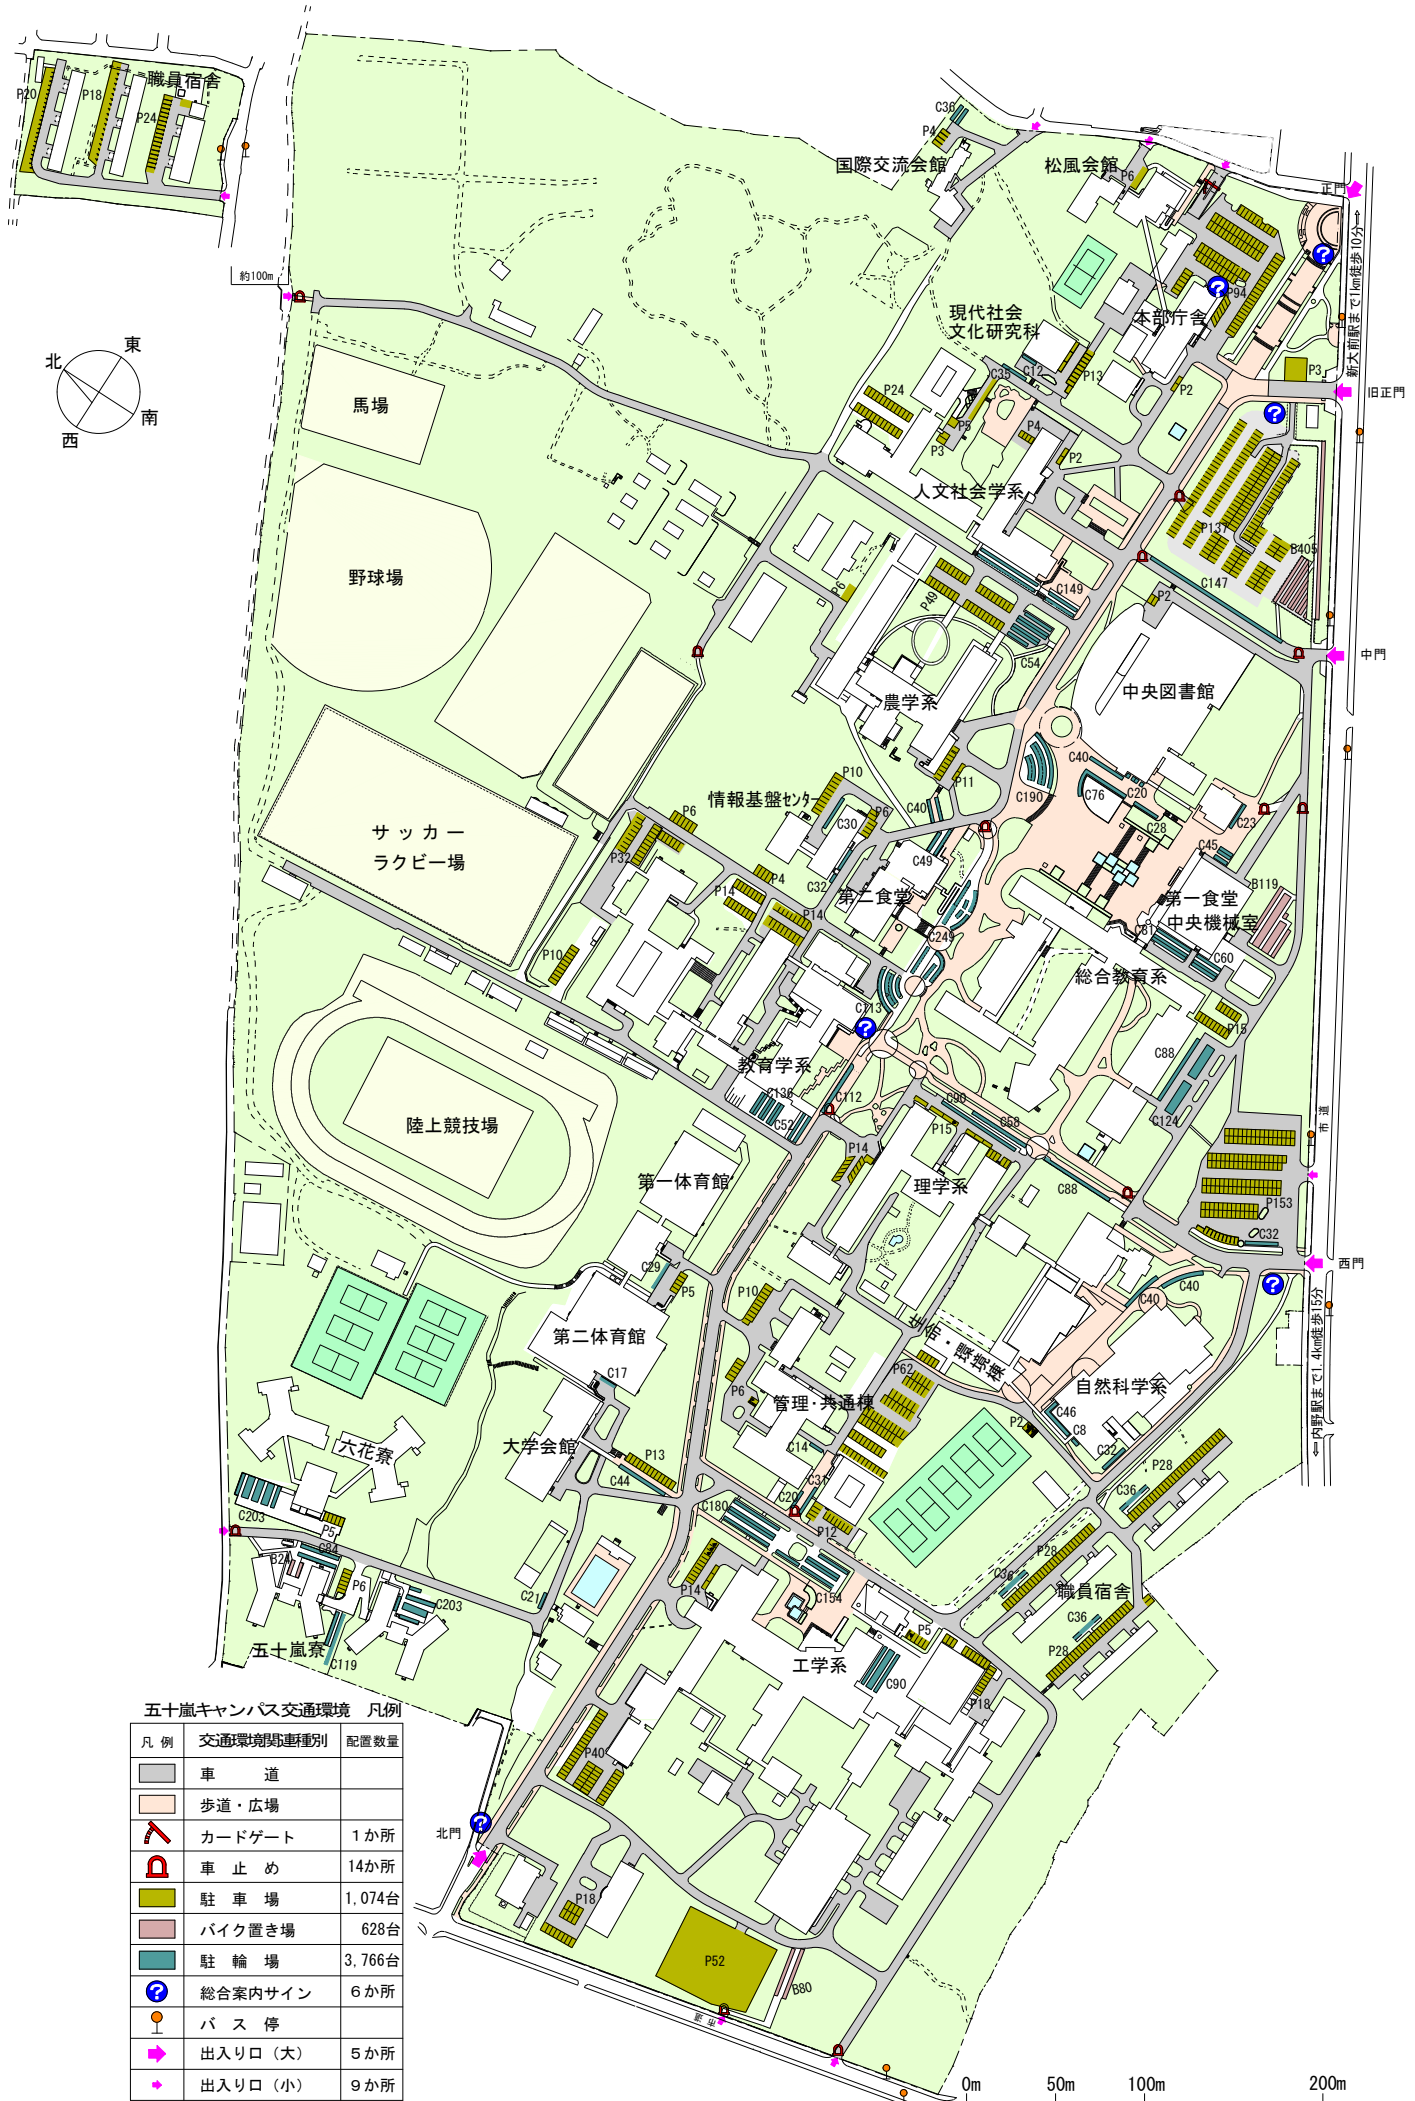 職員宿舎
P20
P18
P24
約100m
北
東
南
西
C36
P4
国際交流会館
松風会館
P6
正門
新大前駅まで1km徒歩10分→
P94
本部庁舎
現代社会
文化研究科
C12
C35
P13
P2
P3
旧正門
P24
P5
P3
P4
P2
人文社会学系
馬場
野球場
P137
B405
C147
C149
P49
P6
C54
P2
中門
中央図書館
農学系
P11
C40
C190
C76
C20
C28
C23
C45
情報基盤センター
P10
P6
C40
C30
C49
C32
第二食堂
C249
第一食堂
中央機械室
B119
C81
C60
総合教育系
サッカー
ラクビー場
P6
P32
P4
P14
P14
P10
C113
P15
C88
C124
教育学系
C136
C52
C112
C90
C58
P15
P14
理学系
C88
市道
P153
C32
西門
陸上競技場
第一体育館
C29
P5
P10
第二体育館
C17
C40
C40
生命・環境棟
P62
自然科学系
←内野駅まで1.4km徒歩15分
P6
管理・共通棟
C46
C8
P2
C32
大学会館
P13
C44
C14
C31
C20
C180
P12
P28
C36
六花寮
C203
P5
B24
C84
P6
C203
C119
五十嵐寮
C21
P14
C154
P28
C36
職員宿舎
C36
P28
P5
工学系
C90
P18
P40
北門
P18
P52
B80
五十嵐キャンパス交通環境　凡例
凡例　交通環境関連種別　配置数量
車　道
歩道・広場
カードゲート　1か所
車止め　14か所
駐車場　1,074台
バイク置き場　628台
駐輪場　3,766台
総合案内サイン　6か所
バス停
出入り口（大）　5か所
出入り口（小）　9か所
0m　50m　100m　200m